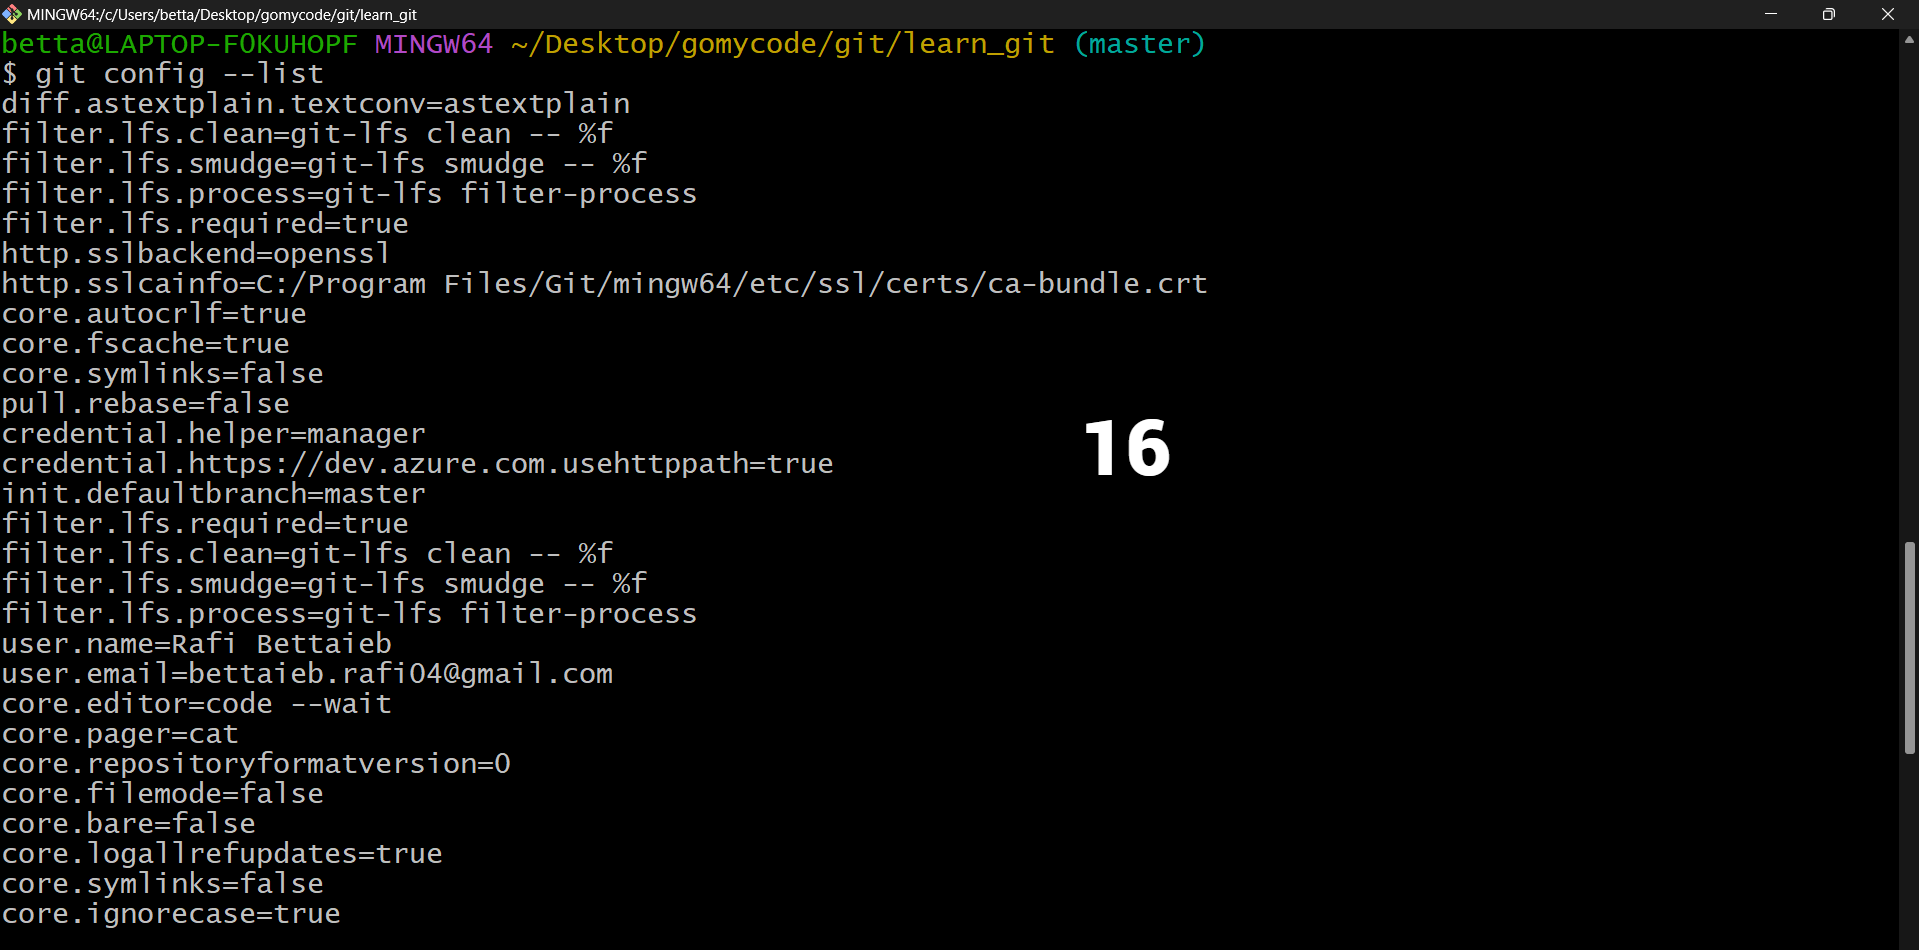 MINGW64:/c/Users/betta/Desktop/gomycode/git/learn_git
betta@LAPTOP-F0KUHOPF MINGW64 ~/Desktop/gomycode/git/learn_git (master)
$ git config --list
diff.astextplain.textconv=astextplain
filter.lfs.clean=git-lfs clean -- %f
filter.lfs.smudge=git-lfs smudge -- %f
filter.lfs.process=git-lfs filter-process
filter.lfs.required=true
http.sslbackend=openssl
http.sslcainfo=C:/Program Files/Git/mingw64/etc/ssl/certs/ca-bundle.crt
core.autocrlf=true
core.fscache=true
core.symlinks=false
pull.rebase=false
credential.helper=manager
16
credential.https://dev.azure.com.usehttppath=true
init.defaultbranch=master
filter.lfs.required=true
filter.lfs.clean=git-lfs clean -- %f
filter.lfs.smudge=git-lfs smudge -- %f
filter.lfs.process=git-lfs filter-process
user.name=Rafi Bettaieb
user.email=bettaieb.rafi04@gmail.com
core.editor=code --wait
core.pager=cat
core.repositoryformatversion=0
core.filemode=false
core.bare=false
core.logallrefupdates=true
core.symlinks=false
core.ignorecase=true